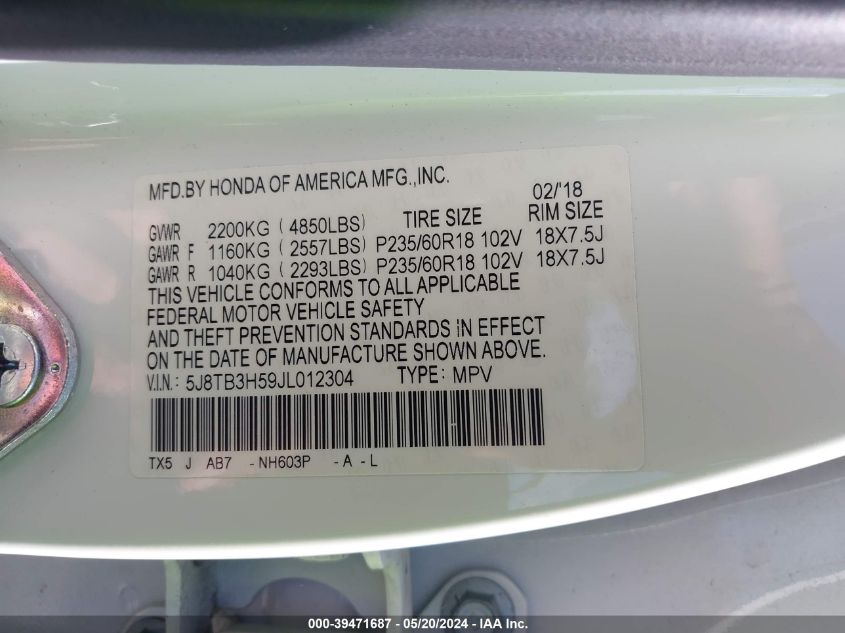 MFD.BY HONDA OF AMERICA MFG.,INC. 02/'18
GVWR 2200KG ( 4850LBS) TIRE SIZE RIM SIZE
GAWR F 1160KG ( 2557LBS) P235/60R18 102V 18X7.5J
GAWR R 1040KG ( 2293LBS) P235/60R18 102V 18X7.5J
THIS VEHICLE CONFORMS TO ALL APPLICABLE
FEDERAL MOTOR VEHICLE SAFETY
AND THEFT PREVENTION STANDARDS IN EFFECT
ON THE DATE OF MANUFACTURE SHOWN ABOVE.
V.I.N.: 5J8TB3H59JL012304 TYPE: MPV
TX5 J AB7 -NH603P -A -L
000-39471687 - 05/20/2024 - IAA Inc.